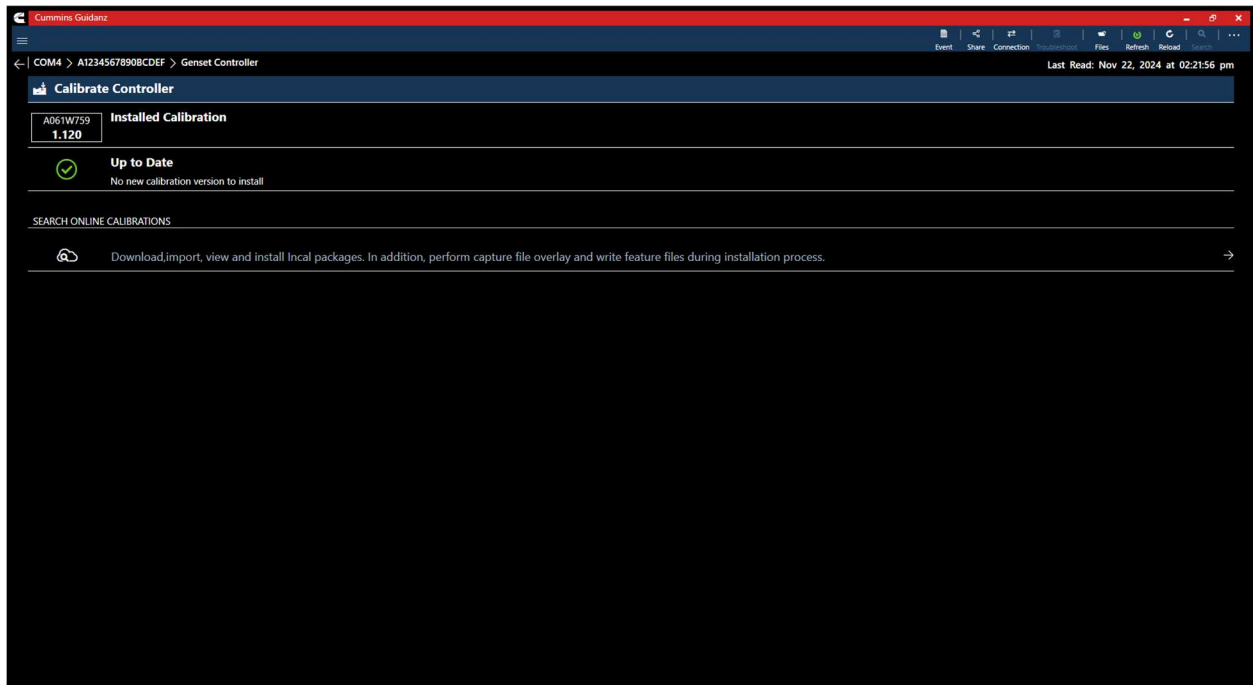 Cummins Guidanz
Event Share Connection Troubleshoot Files Refresh Reload Search
COM4 > A1234567890BCDEF > Genset Controller
Last Read: Nov 22, 2024 at 02:21:56 pm
Calibrate Controller
A061W759
1.120
Installed Calibration
Up to Date
No new calibration version to install
SEARCH ONLINE CALIBRATIONS
Download,import, view and install Incal packages. In addition, perform capture file overlay and write feature files during installation process.